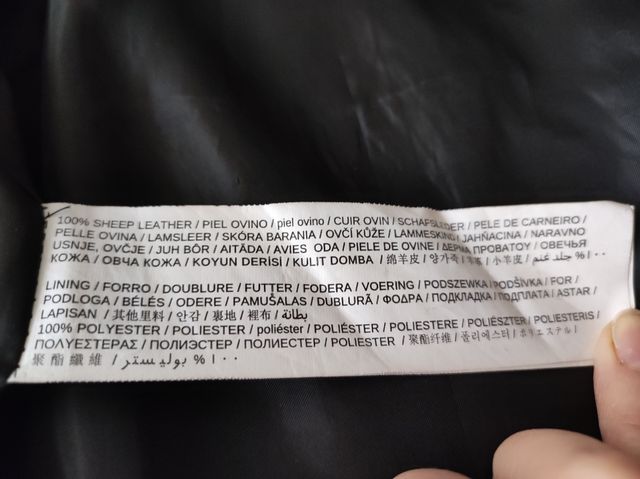 100% SHEEP LEATHER / PIEL OVINO / piel ovino / CUIR OVIN / SCHAFSLEDER / PELE DE CARNEIRO /
PELLE OVINA / LAMSLEER / SKÓRA BARANIA / OVČÍ KŮŽE / LAMMESKIND / JAHŇACINA / NARAVNO
USNJE, OVČJE / JUH BŐR / AITĀDA / AVIES ODA / PIELE DE OVINE / ΔΕΡΜΑ ΠΡΟΒΑΤΟΥ / ОВЕЧЬЯ
КОЖА / ОВЧА КОЖА / KOYUN DERİSİ / KULIT DOMBA / 绵羊皮 / 양가죽 / 羊革 / 小羊皮 / جلد غنم %١٠٠
LINING / FORRO / DOUBLURE / FUTTER / FODERA / VOERING / PODSZEWKA / PODŠÍVKA / FOR /
PODLOGA / BÉLÉS / ODERE / PAMUŠALAS / DUBLURĂ / ΦΟΔΡΑ / ПОДКЛАДКА / ПОДПЛАТА / ASTAR /
LAPISAN / 其他里料 / 안감 / 裏地 / 裡布 / بطانة /
100% POLYESTER / POLIESTER / poliéster / POLIÉSTER / POLIESTERE / POLIÉSZTER / POLIESTERIS /
ΠΟΛΥΕΣΤΕΡΑΣ / ПОЛИЭСТЕР / ПОЛИЕСТЕР / POLIESTER / 聚酯纤维 / 폴리에스터 / ポリエステル /
聚酯纖維 / بوليستر %١٠٠